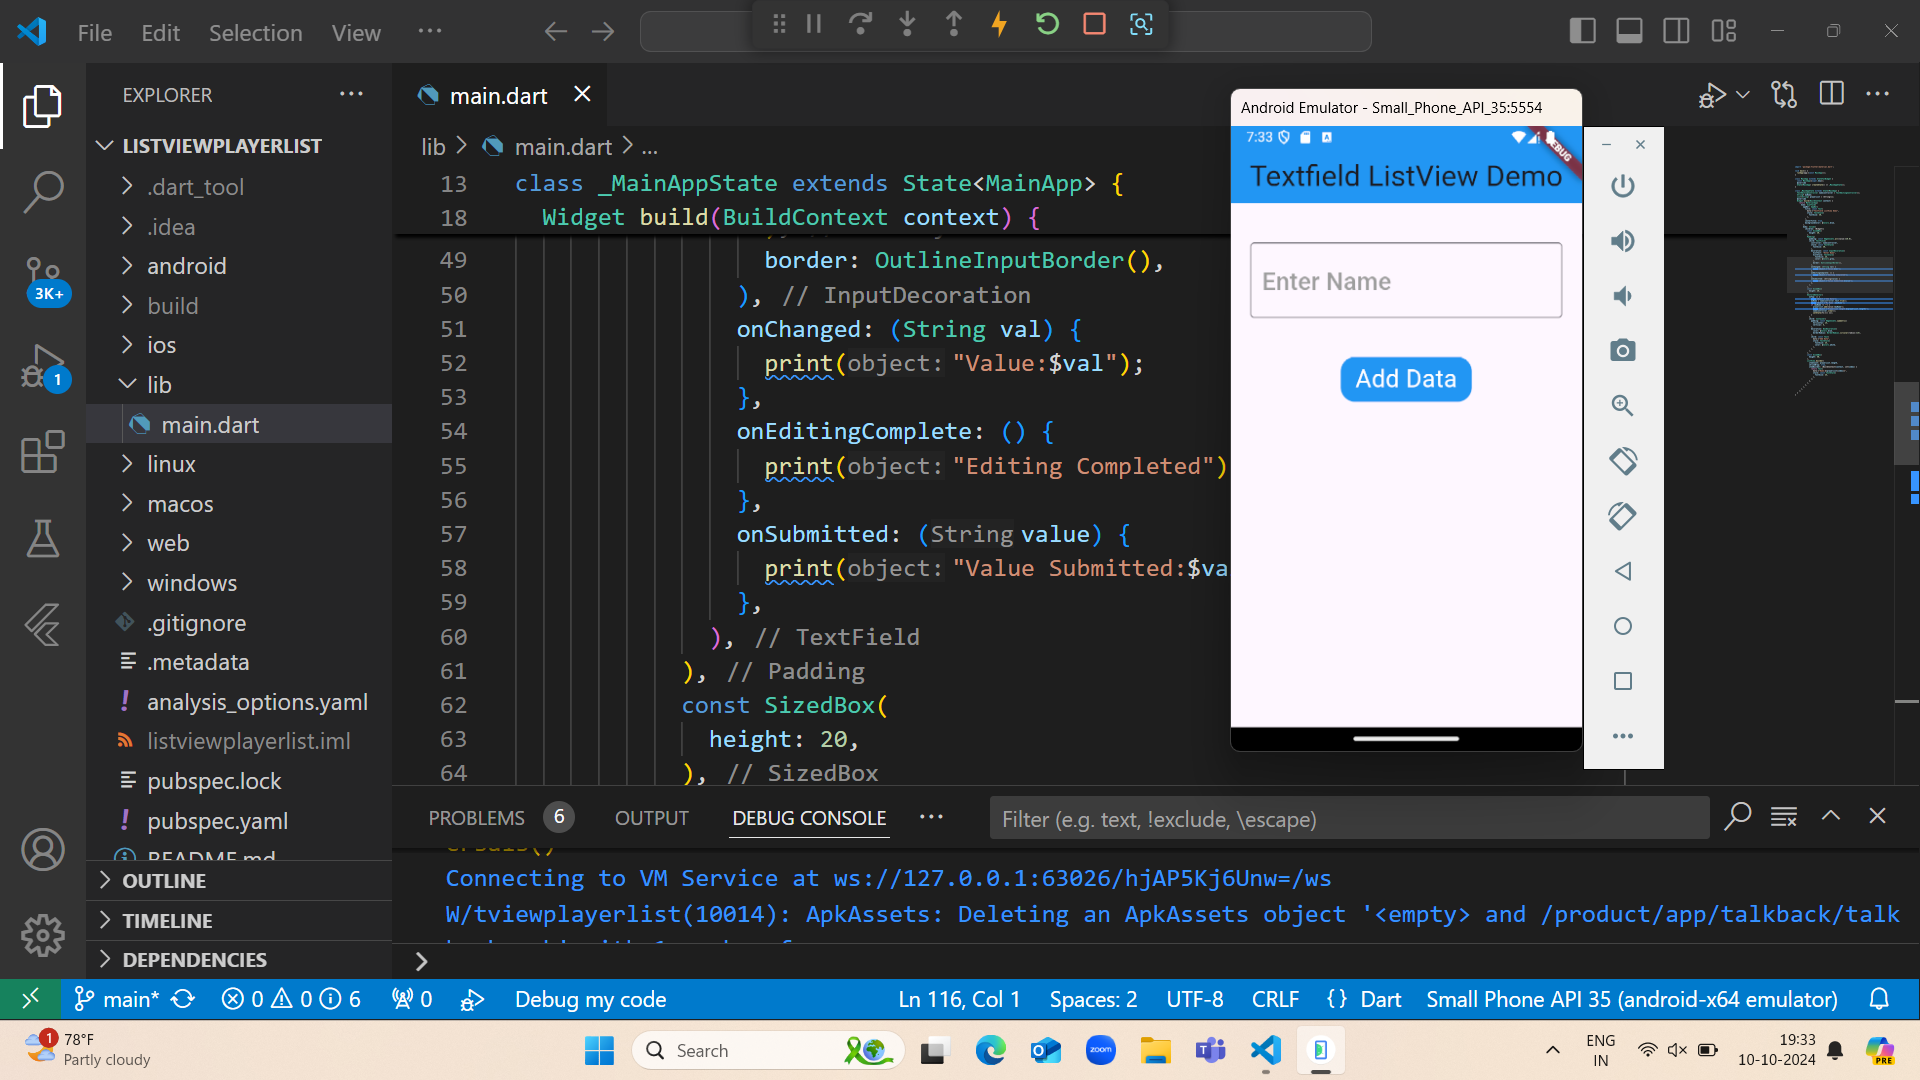 File Edit Selection View ...
EXPLORER ...
main.dart
LISTVIEWPLAYERLIST
.dart_tool
.idea
android
build
ios
lib
main.dart
linux
macos
web
windows
.gitignore
.metadata
! analysis_options.yaml
listviewplayerlist.iml
pubspec.lock
! pubspec.yaml
README.md
OUTLINE
TIMELINE
DEPENDENCIES
3K+
1
lib > main.dart > ...
13 class _MainAppState extends State<MainApp> {
18 Widget build(BuildContext context) {
49 border: OutlineInputBorder(),
50 ), // InputDecoration
51 onChanged: (String val) {
52 print(object: "Value:$val");
53 },
54 onEditingComplete: () {
55 print(object: "Editing Completed")
56 },
57 onSubmitted: (String value) {
58 print(object: "Value Submitted:$va
59 },
60 ), // TextField
61 ), // Padding
62 const SizedBox(
63 height: 20,
64 ), // SizedBox
Android Emulator - Small_Phone_API_35:5554
7:33
DEBUG
Textfield ListView Demo
Enter Name
Add Data
PROBLEMS 6 OUTPUT DEBUG CONSOLE ... Filter (e.g. text, !exclude, \escape)
Connecting to VM Service at ws://127.0.0.1:63026/hjAP5Kj6Unw=/ws
W/tviewplayerlist(10014): ApkAssets: Deleting an ApkAssets object '<empty> and /product/app/talkback/talk
>
main* 0 0 6 0 Debug my code Ln 116, Col 1 Spaces: 2 UTF-8 CRLF {} Dart Small Phone API 35 (android-x64 emulator)
1 78°F
Partly cloudy
Search
zoom
ENG
IN
19:33
10-10-2024
PRE